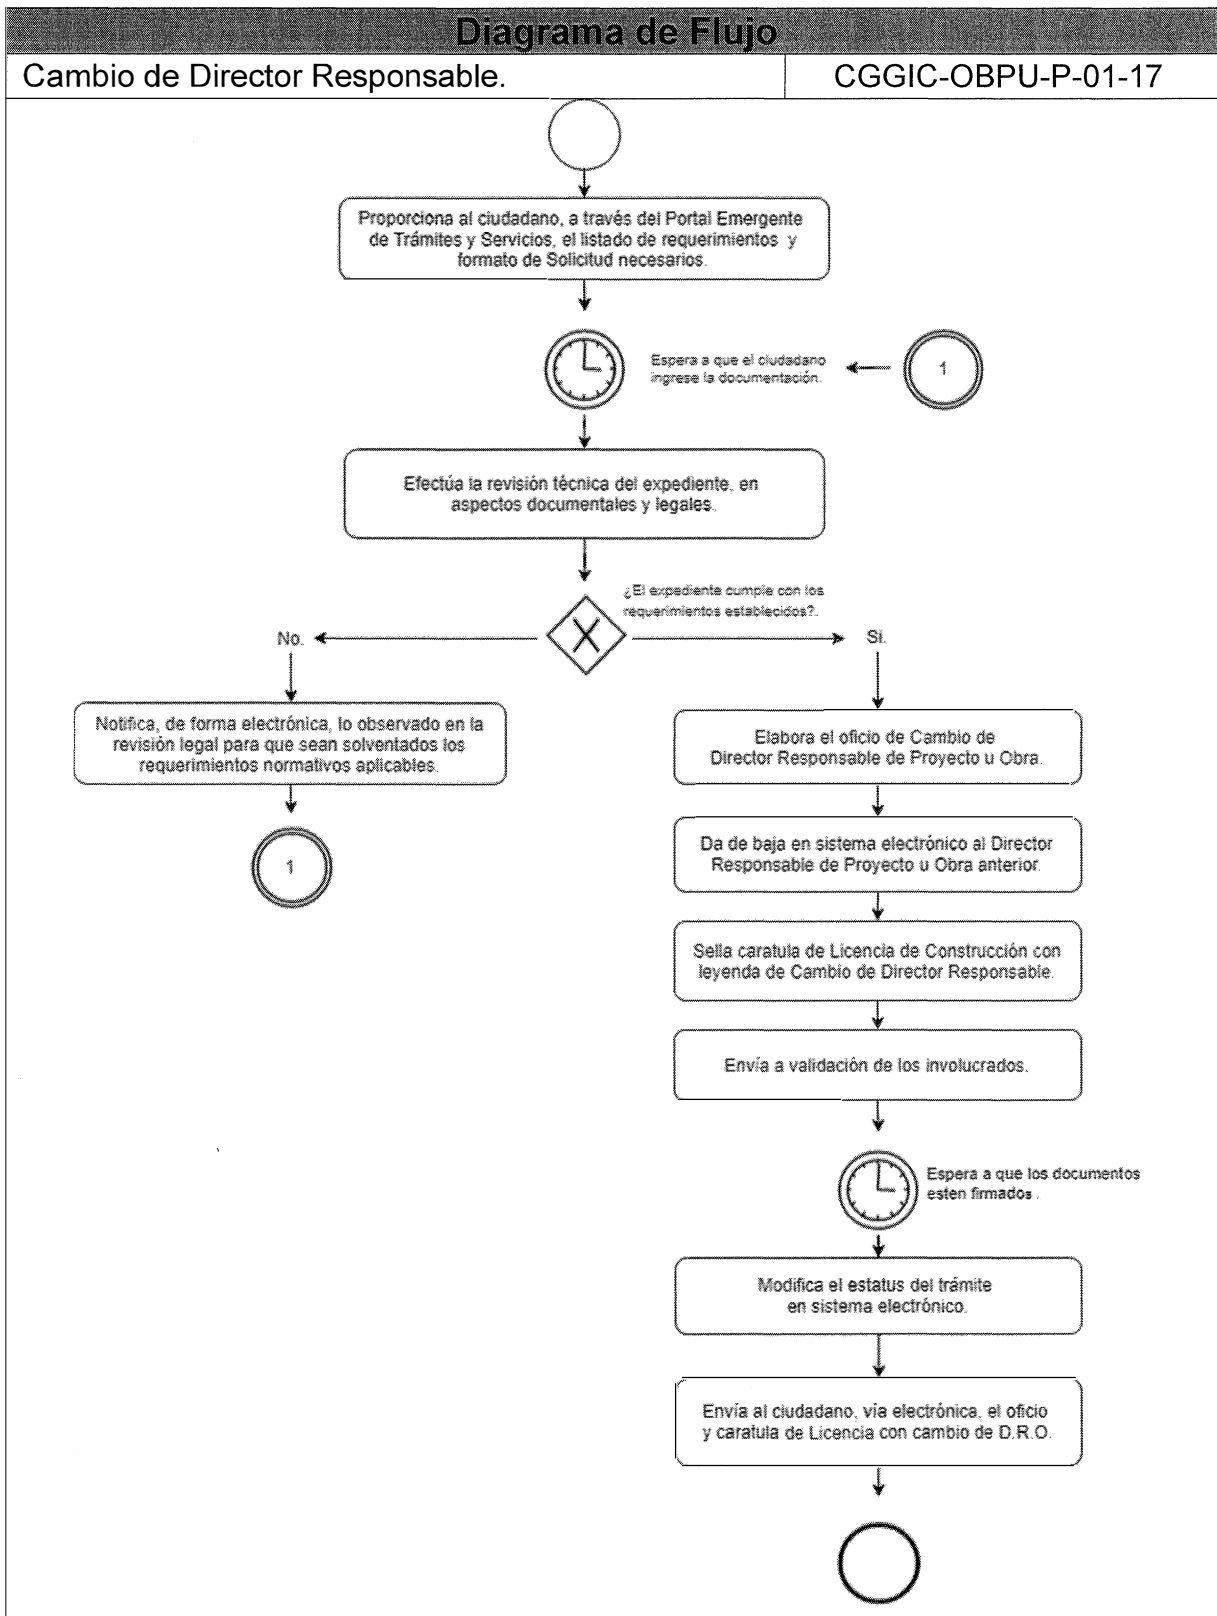 Diagrama de Flujo
Cambio de Director Responsable.
CGGIC-OBPU-P-01-17
Proporciona al ciudadano, a través del Portal Emergente
de Trámites y Servicios, el listado de requerimientos y
formato de Solicitud necesarios.
Espera a que el ciudadano
ingrese la documentación.
1
Efectúa la revisión técnica del expediente, en
aspectos documentales y legales.
¿El expediente cumple con los
requerimientos establecidos?.
No.
X
Si.
Notifica, de forma electrónica, lo observado en la
revisión legal para que sean solventados los
requerimientos normativos aplicables.
1
Elabora el oficio de Cambio de
Director Responsable de Proyecto u Obra.
Da de baja en sistema electrónico al Director
Responsable de Proyecto u Obra anterior.
Sella caratula de Licencia de Construcción con
leyenda de Cambio de Director Responsable.
Envía a validación de los involucrados.
Espera a que los documentos
esten firmados .
Modifica el estatus del trámite
en sistema electrónico.
Envía al ciudadano, vía electrónica, el oficio
y caratula de Licencia con cambio de D.R.O.